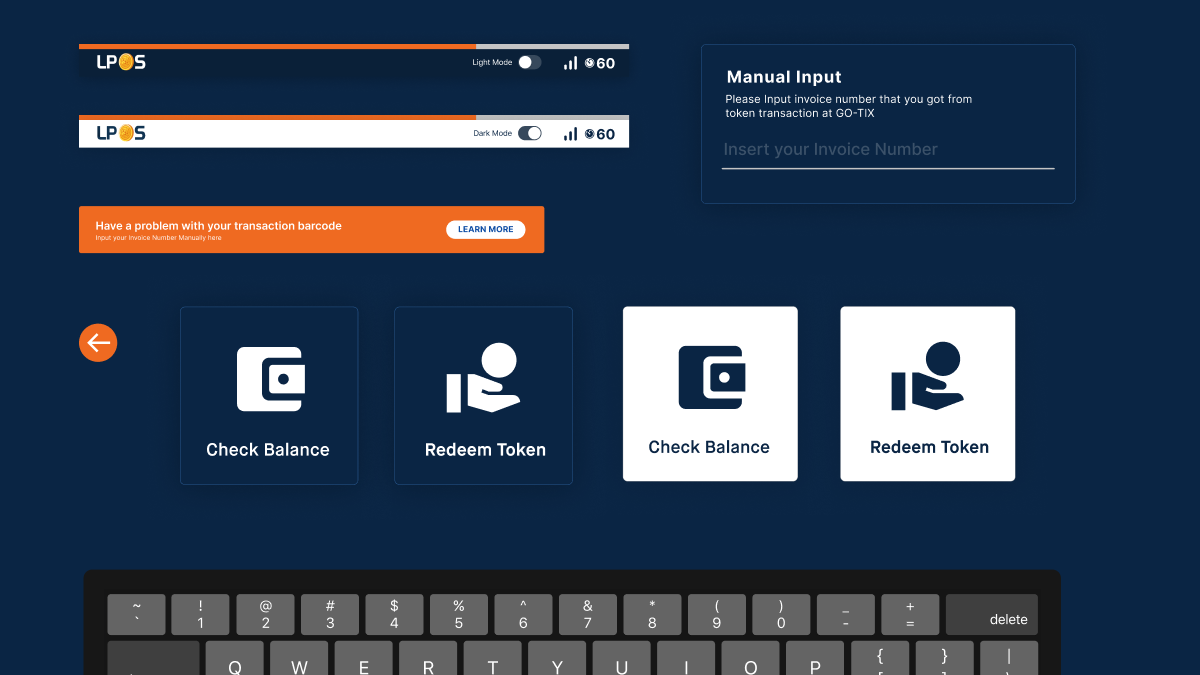 LPOS
Light Mode
60
LPOS
Dark Mode
60
Manual Input
Please Input invoice number that you got from
token transaction at GO-TIX
Insert your Invoice Number
Have a problem with your transaction barcode
Input your Invoice Number Manually here
LEARN MORE
Check Balance
Redeem Token
Check Balance
Redeem Token
~ ! @ # $ % ^ & * ( ) _ +
` 1 2 3 4 5 6 7 8 9 0 - = delete
{ } |
Q W E R T Y U I O P